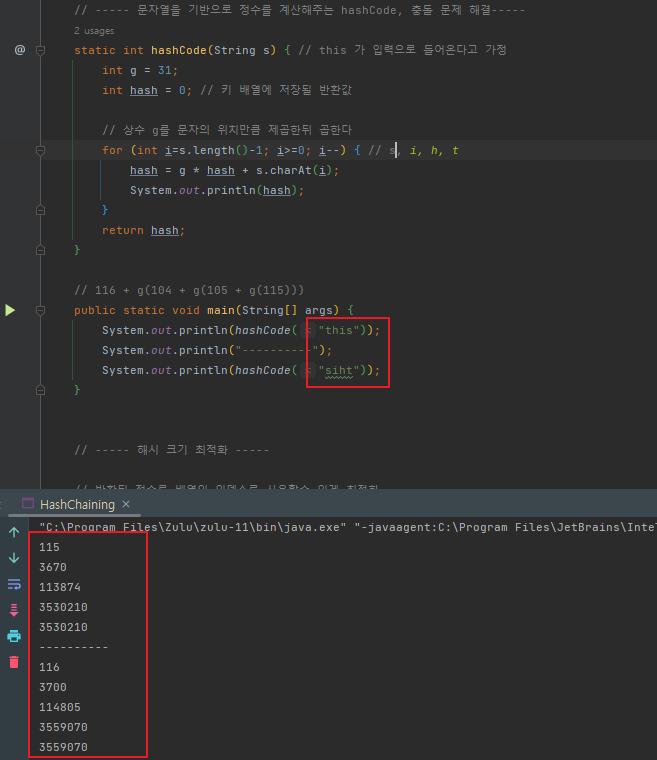 // ----- 문자열을 기반으로 정수를 계산해주는 hashCode, 충돌 문제 해결-----
2 usages
@ static int hashCode(String s) { // this 가 입력으로 들어온다고 가정
int g = 31;
int hash = 0; // 키 배열에 저장될 반환값
// 상수 g를 문자의 위치만큼 제곱한뒤 곱한다
for (int i=s.length()-1; i>=0; i--) { // s, i, h, t
hash = g * hash + s.charAt(i);
System.out.println(hash);
}
return hash;
}
// 116 + g(104 + g(105 + g(115)))
public static void main(String[] args) {
System.out.println(hashCode( s: "this"));
System.out.println("----------");
System.out.println(hashCode( s: "siht"));
}
// ----- 해시 크기 최적화 -----
HashChaining ×
"C:\Program Files\Zulu\zulu-11\bin\java.exe" "-javaagent:C:\Program Files\JetBrains\Inte
115
3670
113874
3530210
3530210
----------
116
3700
114805
3559070
3559070